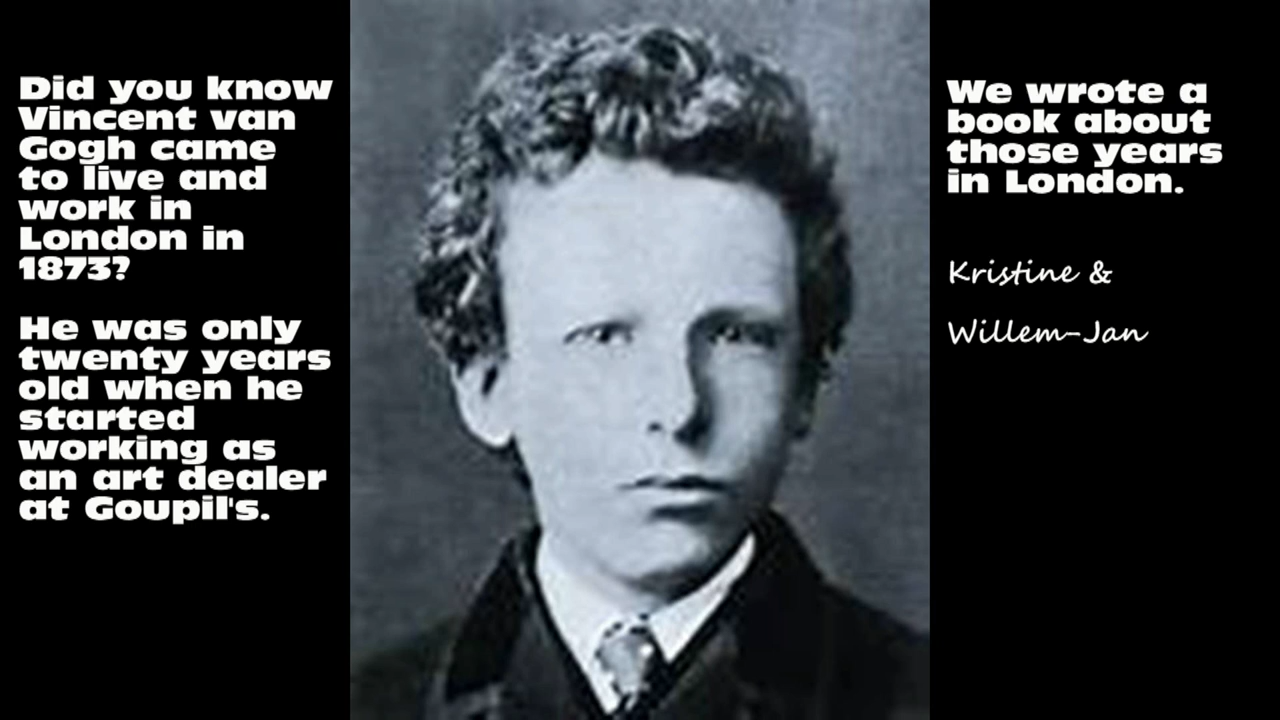 Did you know
Vincent van
Gogh came
to live and
work in
London in
1873?
He was only
twenty years
old when he
started
working as
an art dealer
at Goupil's.
We wrote a
book about
those years
in London.
Kristine &
Willem-Jan